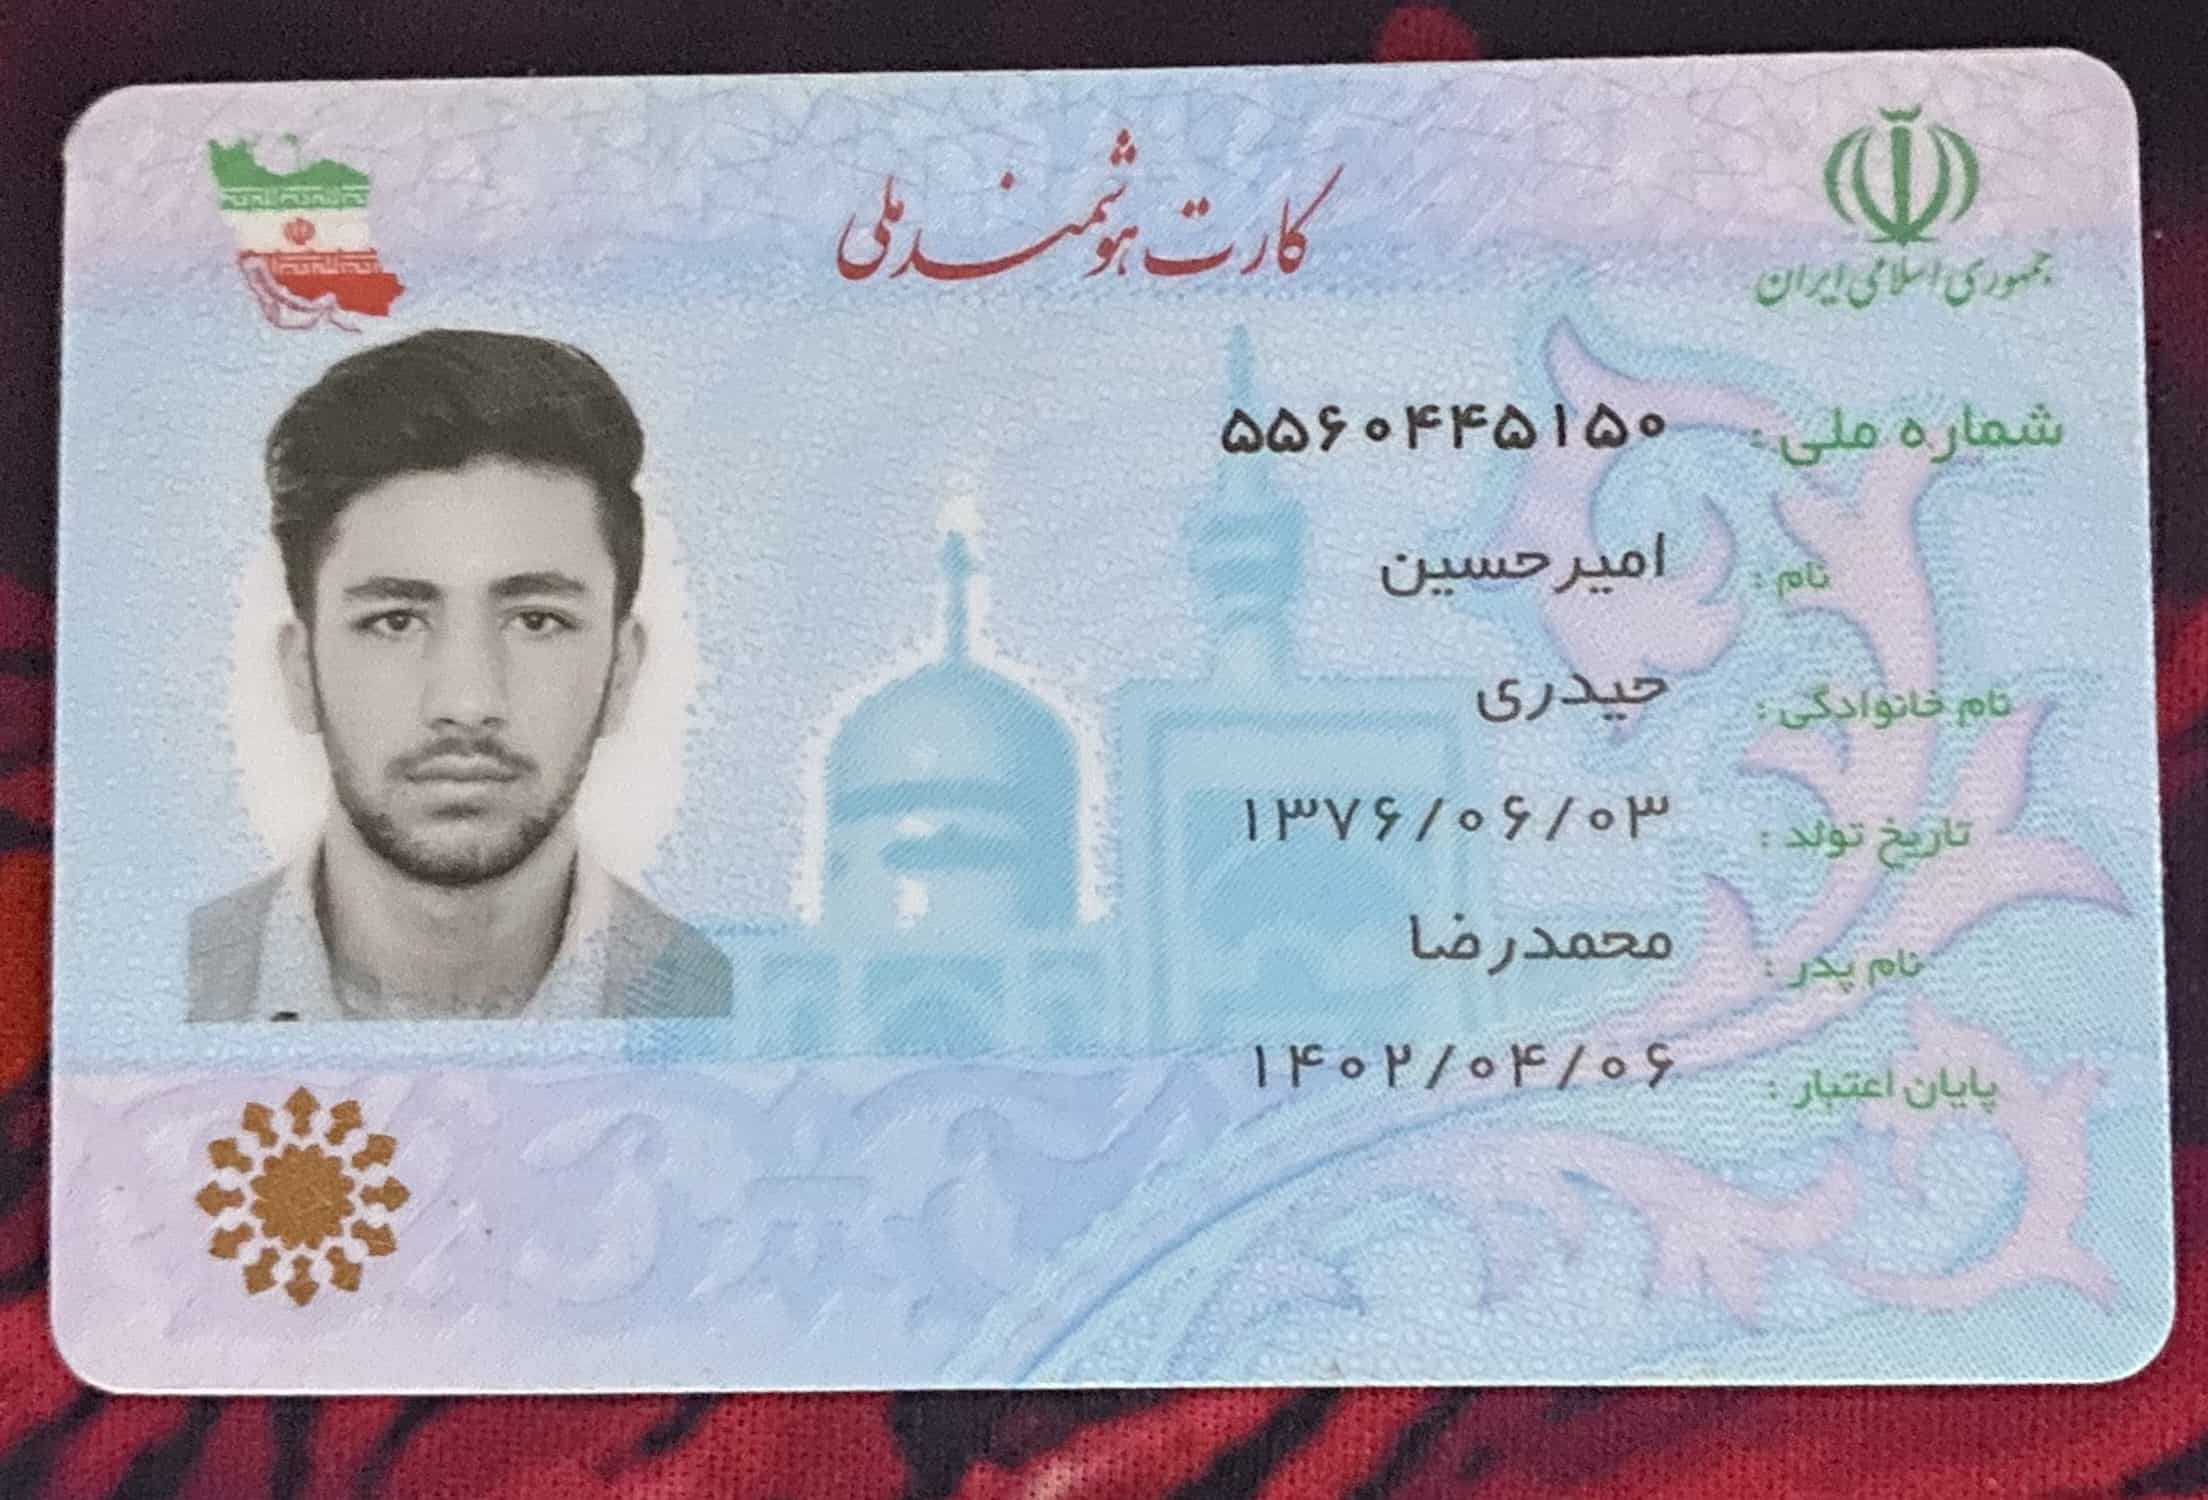 کارت هوشمند ملی
جمهوری اسلامی ایران
شماره ملی : ۵۵۶۰۴۴۵۱۵۰
نام : امیرحسین
نام خانوادگی : حیدری
تاریخ تولد : ۱۳۷۶/۰۶/۰۳
نام پدر : محمدرضا
پایان اعتبار : ۱۴۰۲/۰۴/۰۶